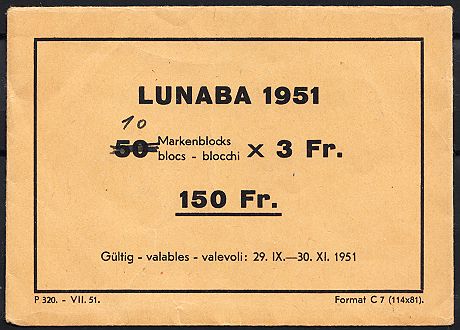 LUNABA 1951
10
50 Markenblocks
blocs - blocchi x 3 Fr.
150 Fr.
Gültig - valables - valevoli: 29. IX.—30. XI. 1951
P 320. - VII. 51. Format C 7 (114x81).